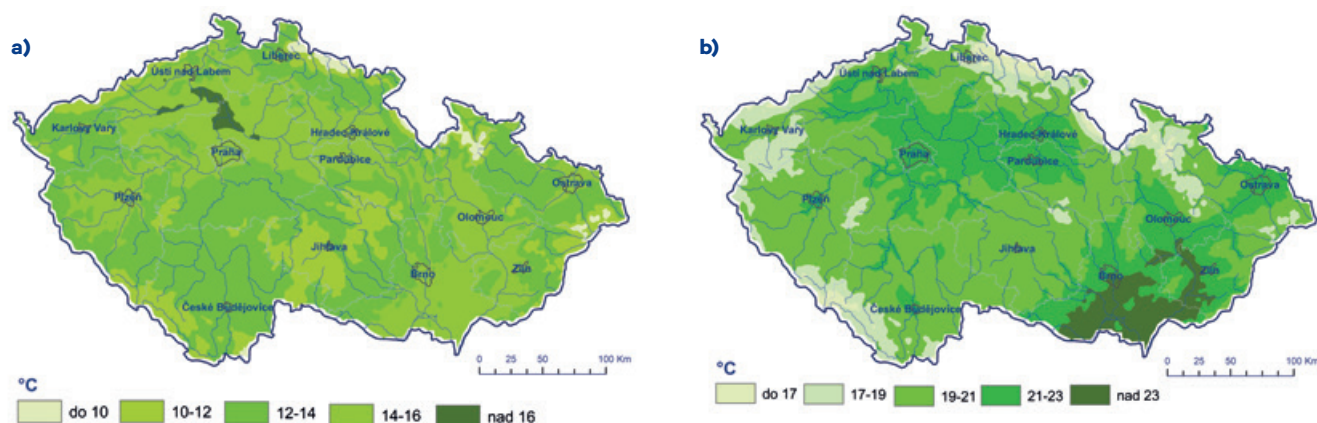 a)
Liberec
Ústí nad Labem
Karlovy Vary
Hradec Králové
Praha
Pardubice
Plzeň
Ostrava
Olomouc
Jihlava
Brno
Zlín
České Budějovice
0 25 50 100 Km
°C
do 10 10-12 12-14 14-16 nad 16
b)
Liberec
Ústí nad Labem
Karlovy Vary
Hradec Králové
Praha
Pardubice
Plzeň
Ostrava
Olomouc
Jihlava
Brno
Zlín
České Budějovice
0 25 50 100 Km
°C
do 17 17-19 19-21 21-23 nad 23